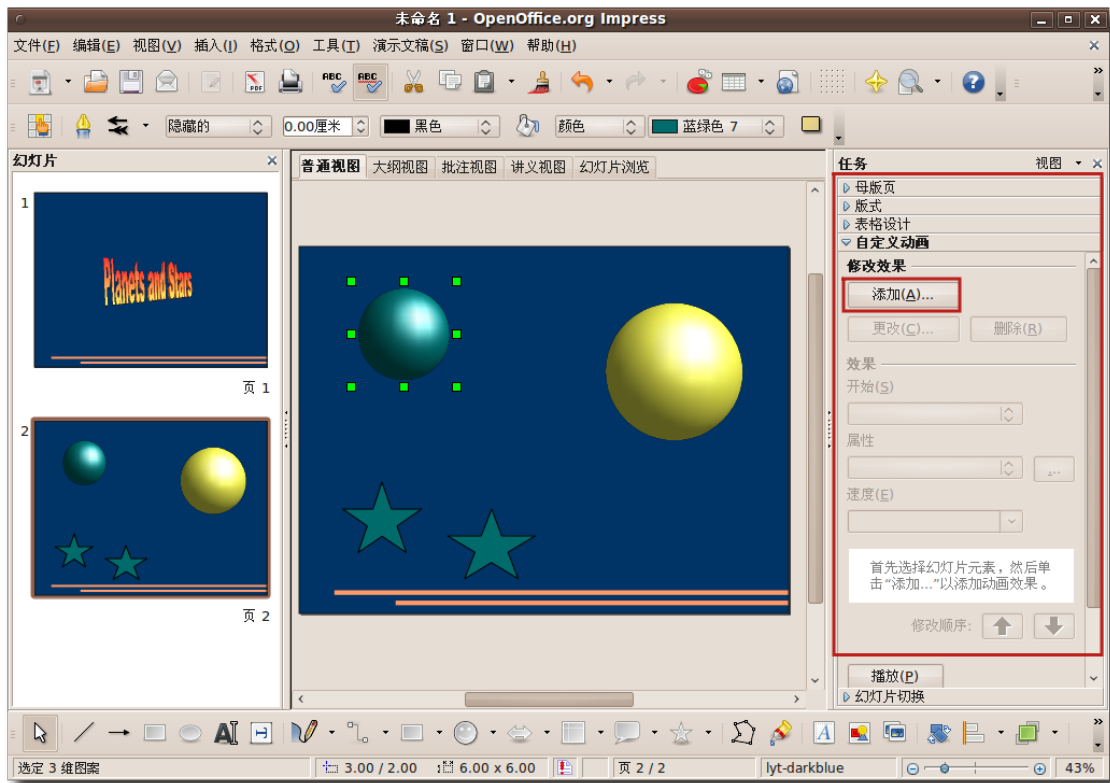 未命名 1 - OpenOffice.org Impress
文件(F) 编辑(E) 视图(V) 插入(I) 格式(O) 工具(T) 演示文稿(S) 窗口(W) 帮助(H)
PDF ABC ABC
隐藏的 0.00厘米 黑色 颜色 蓝绿色 7
幻灯片
1
Planets and Stars
页 1
2
页 2
普通视图 大纲视图 批注视图 讲义视图 幻灯片浏览
任务 视图
母版页
版式
表格设计
自定义动画
修改效果
添加(A)...
更改(C)... 删除(R)
效果
开始(S)
属性
...
速度(E)
首先选择幻灯片元素，然后单
击“添加...”以添加动画效果。
修改顺序:
播放(P)
幻灯片切换
选定 3 维图案 3.00 / 2.00 6.00 x 6.00 页 2 / 2 lyt-darkblue 43%